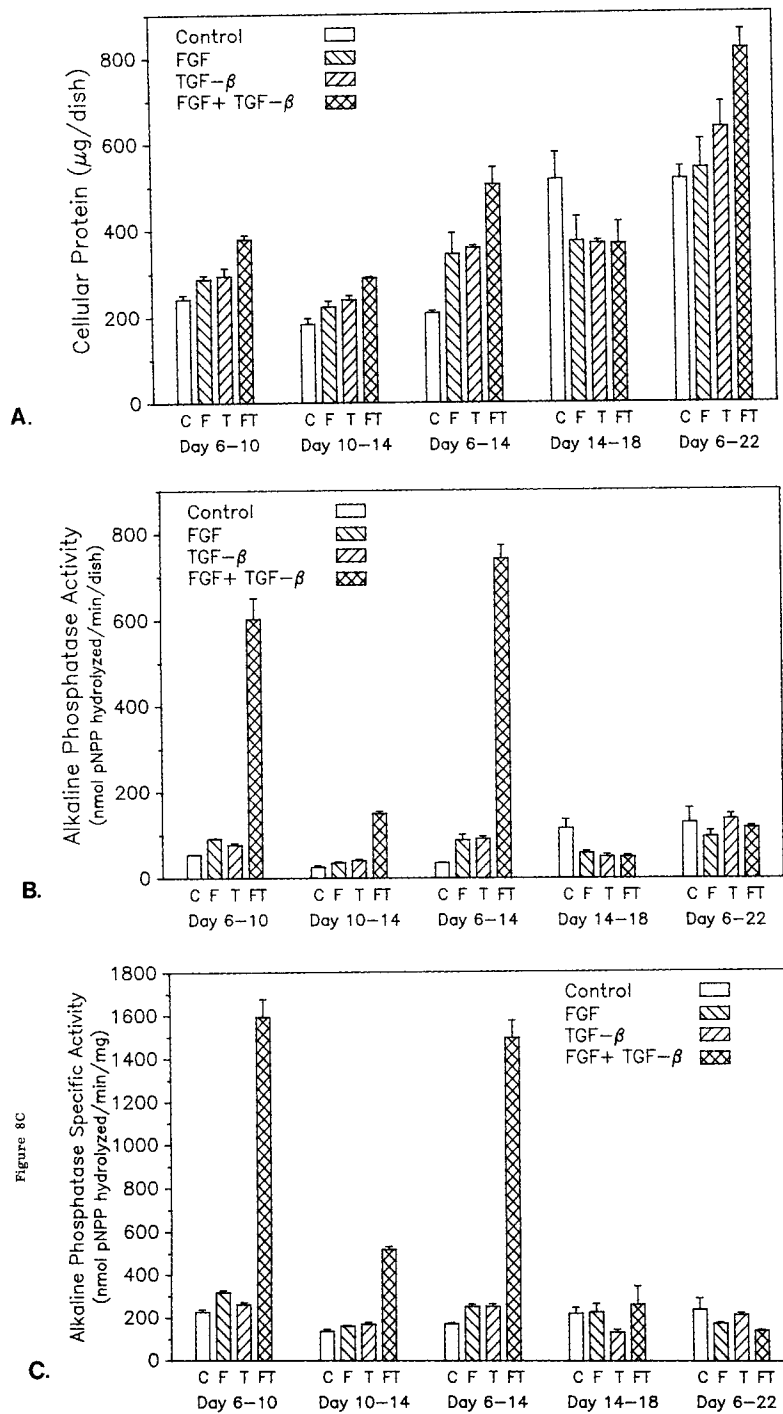 Cellular Protein (μg/dish)
800
600
400
200
0
Control
FGF
TGF-β
FGF+ TGF-β
C F T FT C F T FT C F T FT C F T FT C F T FT
Day 6-10 Day 10-14 Day 6-14 Day 14-18 Day 6-22
A.
Alkaline Phosphatase Activity
(nmol pNPP hydrolyzed/min/dish)
800
600
400
200
0
Control
FGF
TGF-β
FGF+ TGF-β
C F T FT C F T FT C F T FT C F T FT C F T FT
Day 6-10 Day 10-14 Day 6-14 Day 14-18 Day 6-22
B.
Figure 8C
Alkaline Phosphatase Specific Activity
(nmol pNPP hydrolyzed/min/mg)
1800
1600
1400
1200
1000
800
600
400
200
0
Control
FGF
TGF-β
FGF+ TGF-β
C F T FT C F T FT C F T FT C F T FT C F T FT
Day 6-10 Day 10-14 Day 6-14 Day 14-18 Day 6-22
C.